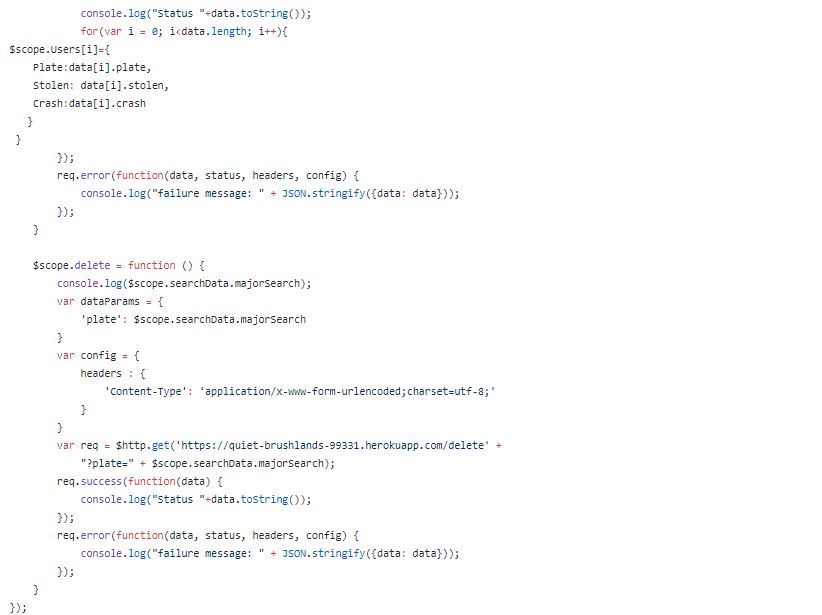 console.log("Status "+data.toString());
for(var i = 0; i<data.length; i++){
$scope.Users[i]={
Plate:data[i].plate,
Stolen: data[i].stolen,
Crash:data[i].crash
}
}
});
req.error(function(data, status, headers, config) {
console.log("failure message: " + JSON.stringify({data: data}));
});
}
$scope.delete = function () {
console.log($scope.searchData.majorSearch);
var dataParams = {
'plate': $scope.searchData.majorSearch
}
var config = {
headers : {
'Content-Type': 'application/x-www-form-urlencoded;charset=utf-8;'
}
}
var req = $http.get('https://quiet-brushlands-99331.herokuapp.com/delete' +
"?plate=" + $scope.searchData.majorSearch);
req.success(function(data) {
console.log("Status "+data.toString());
});
req.error(function(data, status, headers, config) {
console.log("failure message: " + JSON.stringify({data: data}));
});
}
});